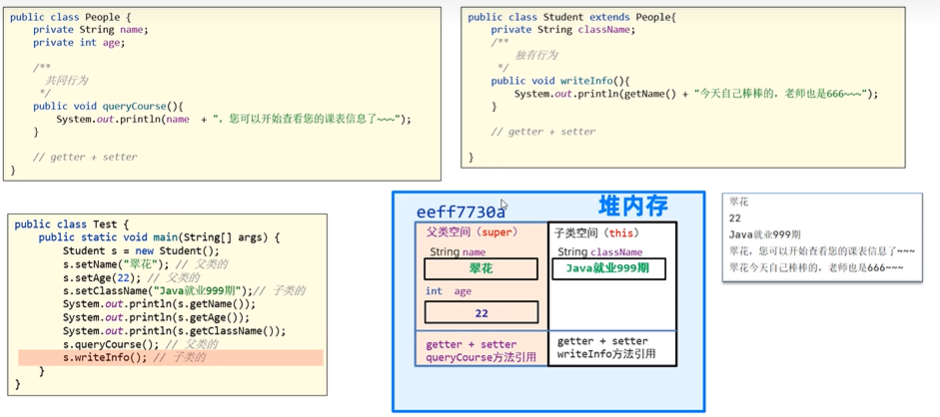 public class People {
private String name;
private int age;
/**
共同行为
*/
public void queryCourse(){
System.out.println(name  + "，您可以开始查看您的课表信息了~~~");
}
// getter + setter
}
public class Student extends People{
private String className;
/**
独有行为
*/
public void writeInfo(){
System.out.println(getName() + "今天自己棒棒的，老师也是666~~~");
}
// getter + setter
}
public class Test {
public static void main(String[] args) {
Student s = new Student();
s.setName("翠花"); // 父类的
s.setAge(22); // 父类的
s.setClassName("Java就业999期");// 子类的
System.out.println(s.getName());
System.out.println(s.getAge());
System.out.println(s.getClassName());
s.queryCourse(); // 父类的
s.writeInfo(); // 子类的
}
}
eeff7730a
堆内存
父类空间（super）
String name
翠花
int age
22
getter + setter
queryCourse方法引用
子类空间（this）
String className
Java就业999期
getter + setter
writeInfo方法引用
翠花
22
Java就业999期
翠花，您可以开始查看您的课表信息了~~~
翠花今天自己棒棒的，老师也是666~~~